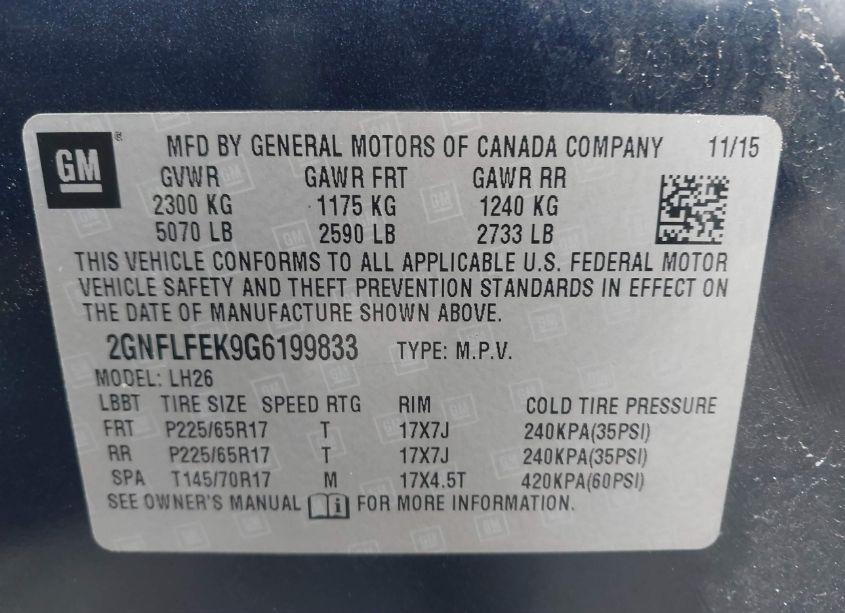 GM ® MFD BY GENERAL MOTORS OF CANADA COMPANY 11/15
GVWR GAWR FRT GAWR RR
2300 KG 1175 KG 1240 KG
5070 LB 2590 LB 2733 LB
THIS VEHICLE CONFORMS TO ALL APPLICABLE U.S. FEDERAL MOTOR
VEHICLE SAFETY AND THEFT PREVENTION STANDARDS IN EFFECT ON
THE DATE OF MANUFACTURE SHOWN ABOVE.
2GNFLFEK9G6199833 TYPE: M.P.V.
MODEL: LH26
LBBT TIRE SIZE SPEED RTG RIM COLD TIRE PRESSURE
FRT P225/65R17 T 17X7J 240KPA(35PSI)
RR P225/65R17 T 17X7J 240KPA(35PSI)
SPA T145/70R17 M 17X4.5T 420KPA(60PSI)
SEE OWNER'S MANUAL i FOR MORE INFORMATION.